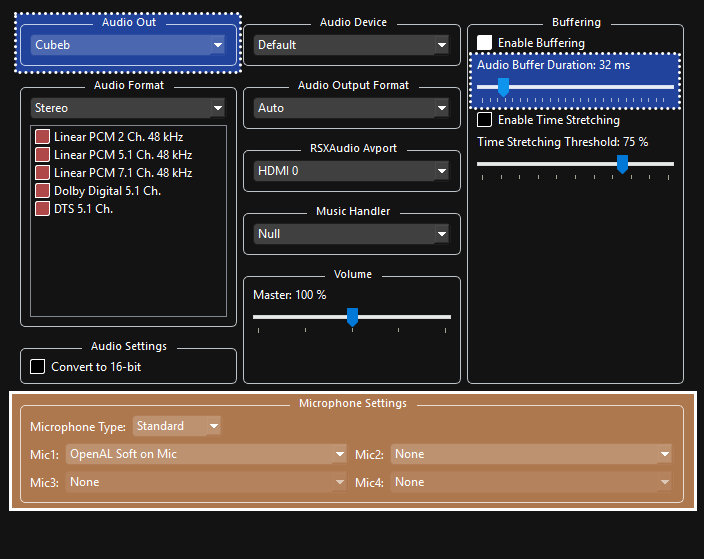 Audio Out
Cubeb
Audio Format
Stereo
Linear PCM 2 Ch. 48 kHz
Linear PCM 5.1 Ch. 48 kHz
Linear PCM 7.1 Ch. 48 kHz
Dolby Digital 5.1 Ch.
DTS 5.1 Ch.
Audio Settings
Convert to 16-bit
Audio Device
Default
Audio Output Format
Auto
RSXAudio Avport
HDMI 0
Music Handler
Null
Volume
Master: 100 %
Buffering
Enable Buffering
Audio Buffer Duration: 32 ms
Enable Time Stretching
Time Stretching Threshold: 75 %
Microphone Settings
Microphone Type: Standard
Mic1: OpenAL Soft on Mic Mic2: None
Mic3: None Mic4: None